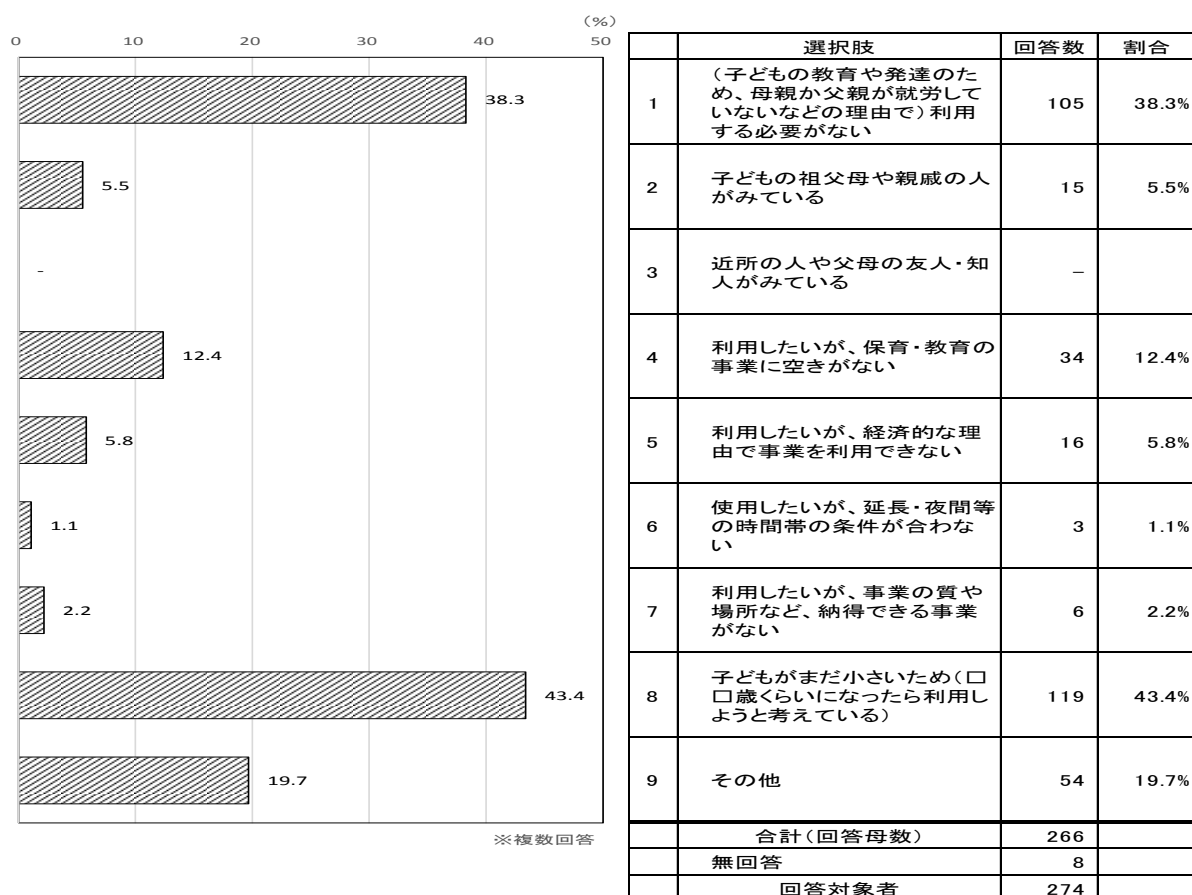 (%)
0 10 20 30 40 50
38.3
5.5
-
12.4
5.8
1.1
2.2
43.4
19.7
※複数回答
選択肢 回答数 割合
1 (子どもの教育や発達のた
め、母親か父親が就労して
いないなどの理由で)利用
する必要がない 105 38.3%
2 子どもの祖父母や親戚の人
がみている 15 5.5%
3 近所の人や父母の友人・知
人がみている –
4 利用したいが、保育・教育の
事業に空きがない 34 12.4%
5 利用したいが、経済的な理
由で事業を利用できない 16 5.8%
6 使用したいが、延長・夜間等
の時間帯の条件が合わな
い 3 1.1%
7 利用したいが、事業の質や
場所など、納得できる事業
がない 6 2.2%
8 子どもがまだ小さいため(□
□歳くらいになったら利用し
ようと考えている) 119 43.4%
9 その他 54 19.7%
合計(回答母数) 266
無回答 8
回答対象者 274